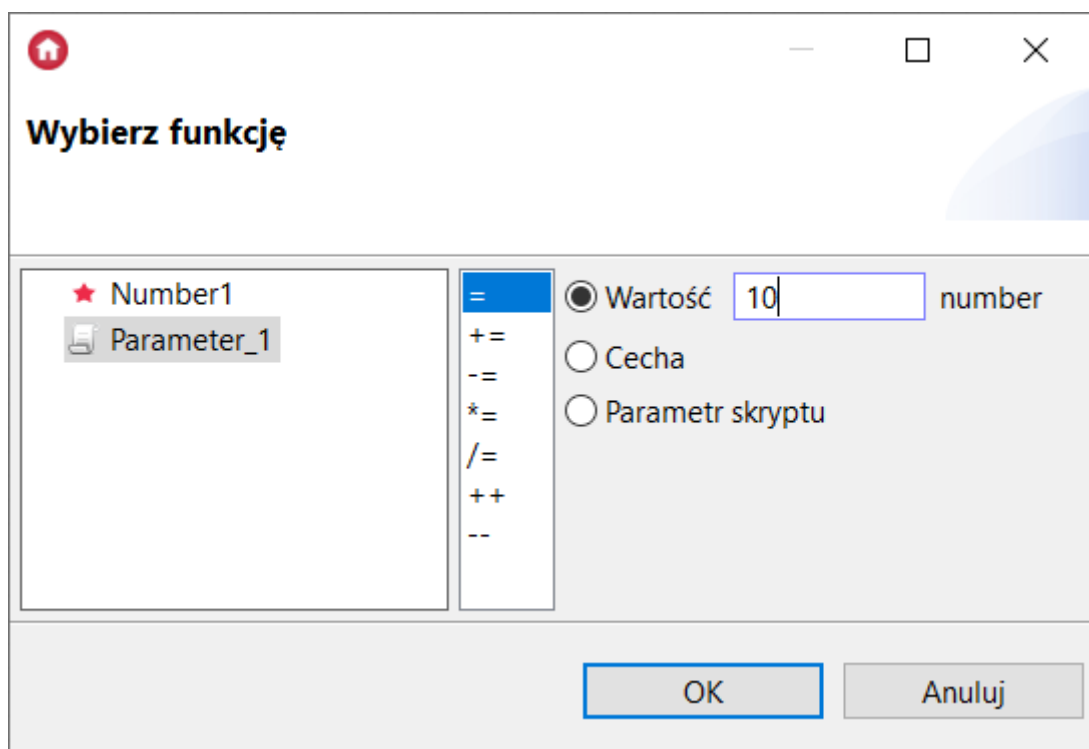 Wybierz funkcję
Number1
Parameter_1
=
+=
-=
*=
/=
++
--
Wartość 10 number
Cecha
Parametr skryptu
OK Anuluj